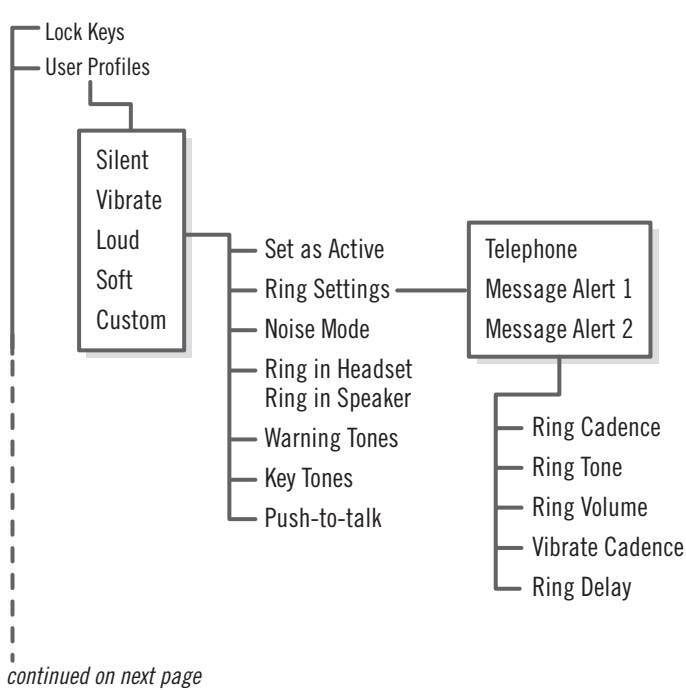 Lock Keys
User Profiles
Silent
Vibrate
Loud
Soft
Custom
Set as Active
Ring Settings
Noise Mode
Ring in Headset
Ring in Speaker
Warning Tones
Key Tones
Push-to-talk
Telephone
Message Alert 1
Message Alert 2
Ring Cadence
Ring Tone
Ring Volume
Vibrate Cadence
Ring Delay
continued on next page